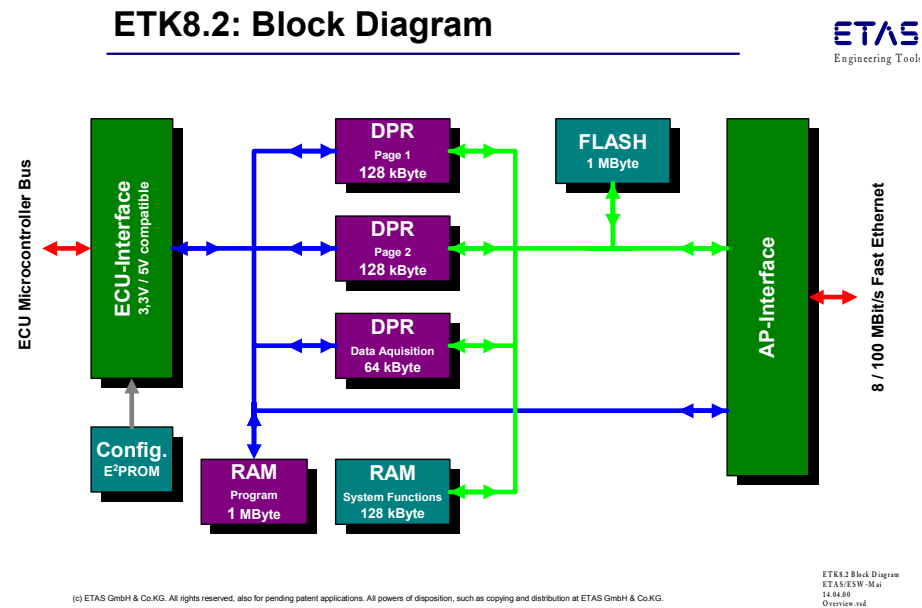 ETK8.2: Block Diagram
ETAS
Engineering Tools
ECU Microcontroller Bus
ECU-Interface
3,3V / 5V compatible
DPR
Page 1
128 kByte
DPR
Page 2
128 kByte
DPR
Data Aquisition
64 kByte
FLASH
1 MByte
AP-Interface
8 / 100 MBit/s Fast Ethernet
Config.
E²PROM
RAM
Program
1 MByte
RAM
System Functions
128 kByte
(c) ETAS GmbH & Co.KG. All rights reserved, also for pending patent applications. All powers of disposition, such as copying and distribution at ETAS GmbH & Co.KG.
ETK8.2 Block Diagram
ETAS/ESW-Mai
14.04.00
Overview.vsd